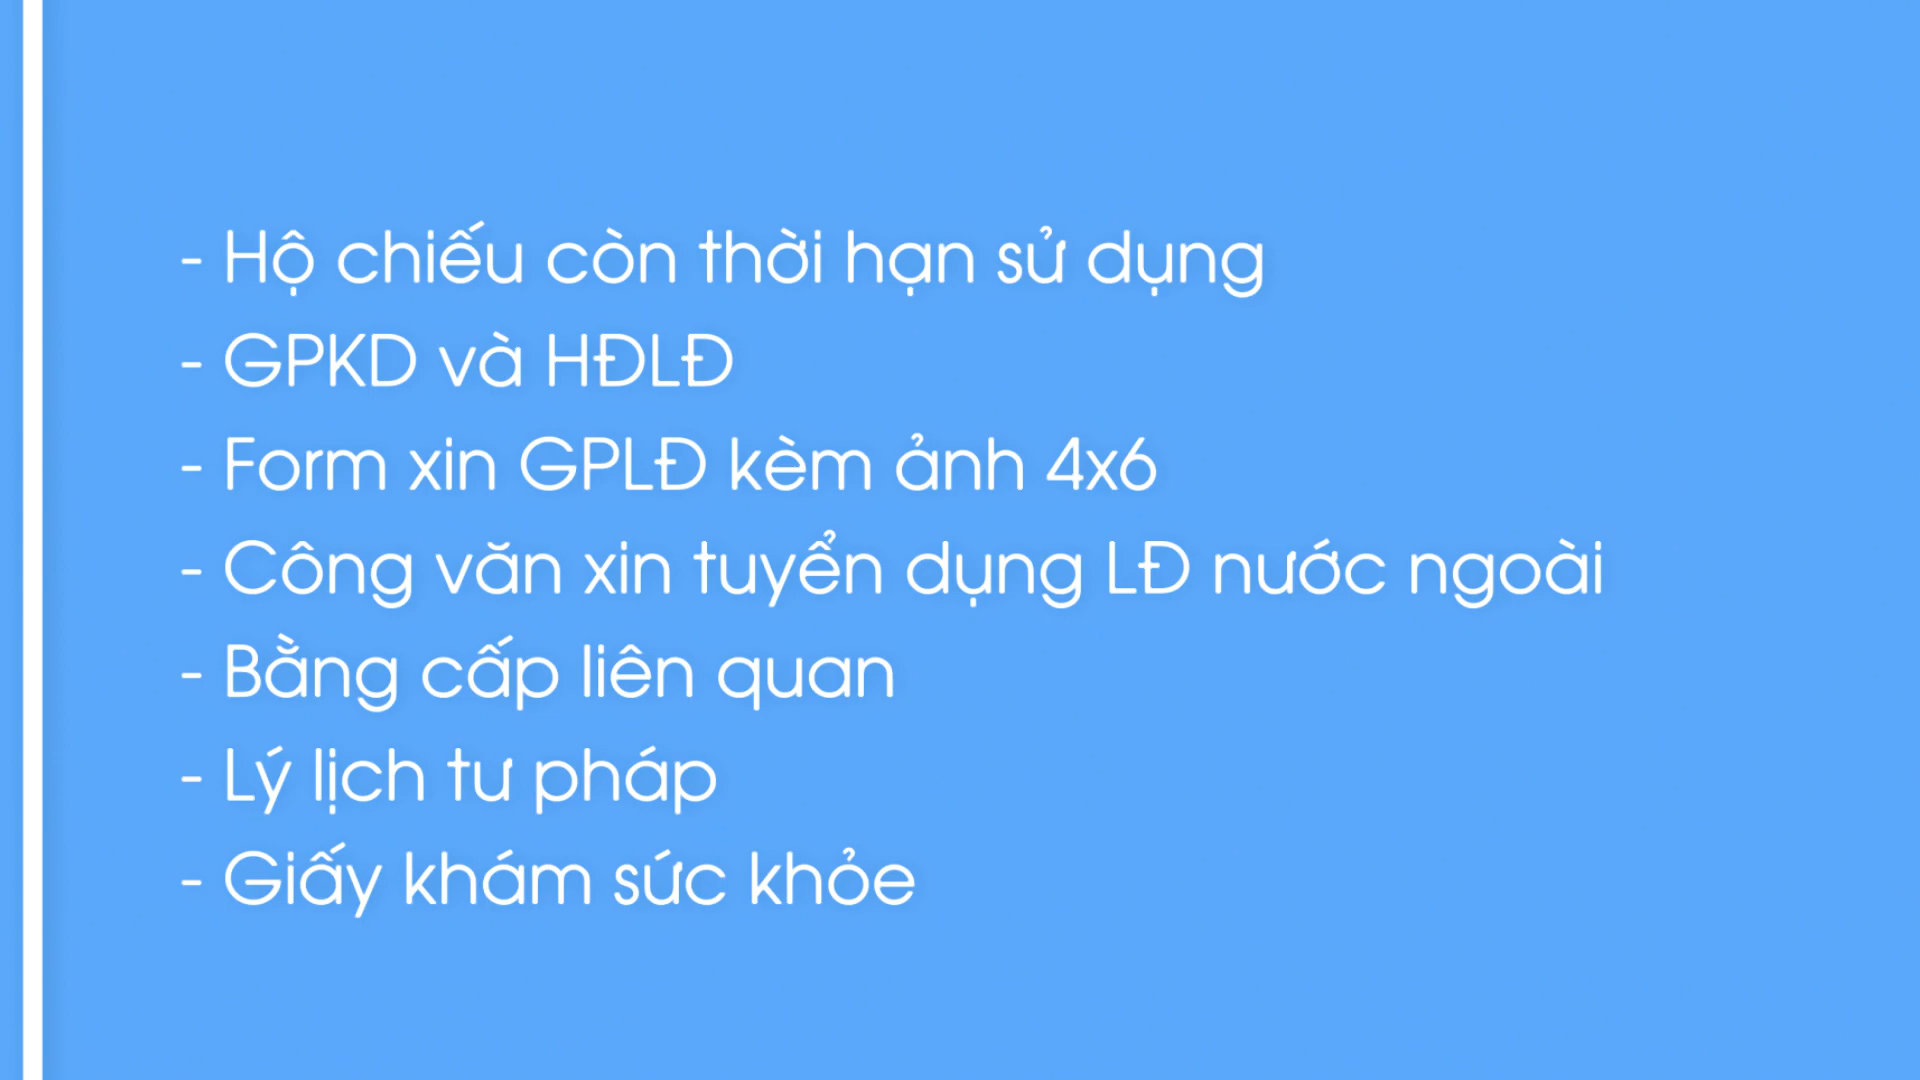 - Hộ chiếu còn thời hạn sử dụng
- GPKD và HĐLĐ
- Form xin GPLĐ kèm ảnh 4x6
- Công văn xin tuyển dụng LĐ nước ngoài
- Bằng cấp liên quan
- Lý lịch tư pháp
- Giấy khám sức khỏe